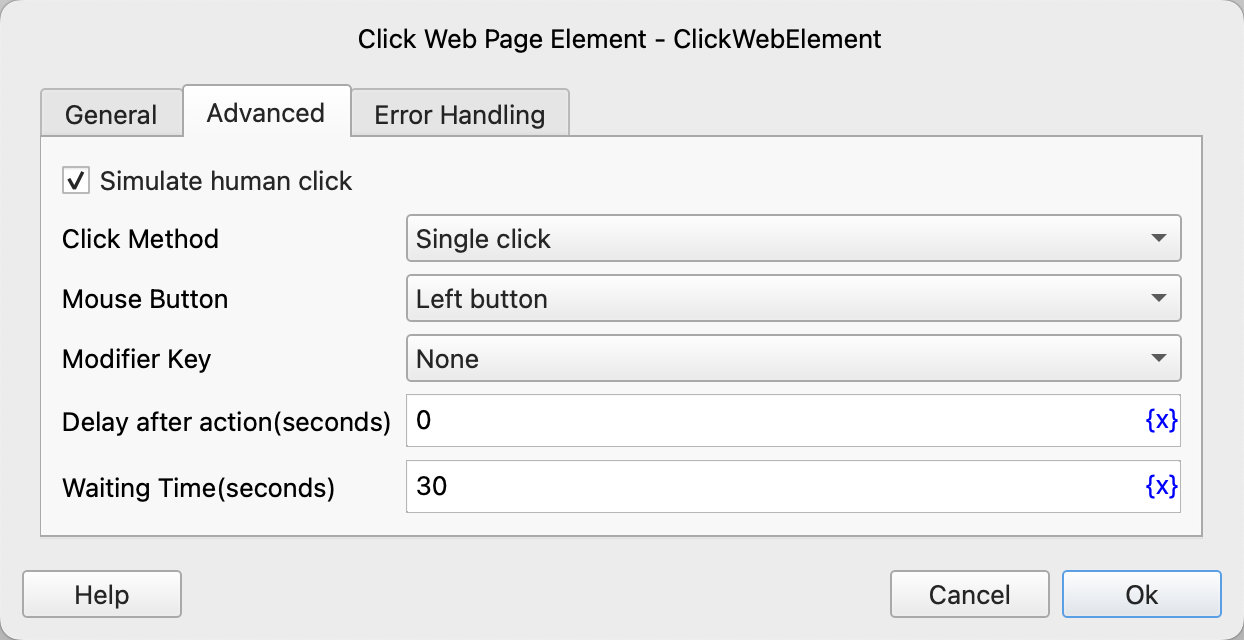 Click Web Page Element - ClickWebElement
General Advanced Error Handling
Simulate human click
Click Method Single click
Mouse Button Left button
Modifier Key None
Delay after action(seconds) 0 {x}
Waiting Time(seconds) 30 {x}
Help Cancel Ok